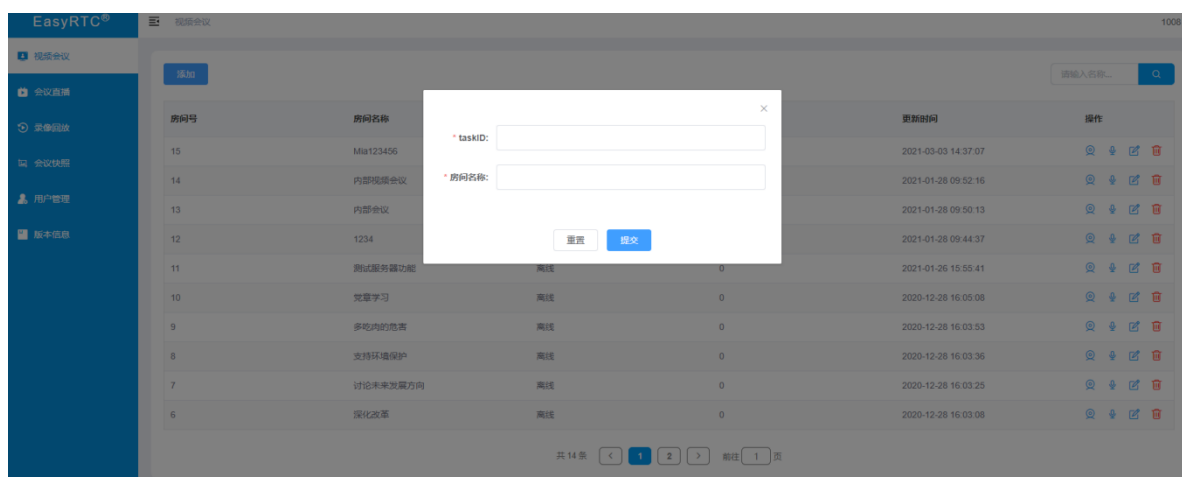 EasyRTC®
视频会议
1008
视频会议
会议直播
录像回放
会议快照
用户管理
版本信息
添加
请输入名称...
房间号 房间名称 更新时间 操作
* taskID:
* 房间名称:
重置 提交
15 Mia123456 2021-03-03 14:37:07
14 内部视频会议 2021-01-28 09:52:16
13 内部会议 2021-01-28 09:50:13
12 1234 2021-01-28 09:44:37
11 测试服务器功能 离线 0 2021-01-26 15:55:41
10 党章学习 离线 0 2020-12-28 16:05:08
9 多吃肉的危害 离线 0 2020-12-28 16:03:53
8 支持环境保护 离线 0 2020-12-28 16:03:36
7 讨论未来发展方向 离线 0 2020-12-28 16:03:25
6 深化改革 离线 0 2020-12-28 16:03:08
共 14 条 < 1 2 > 前往 1 页